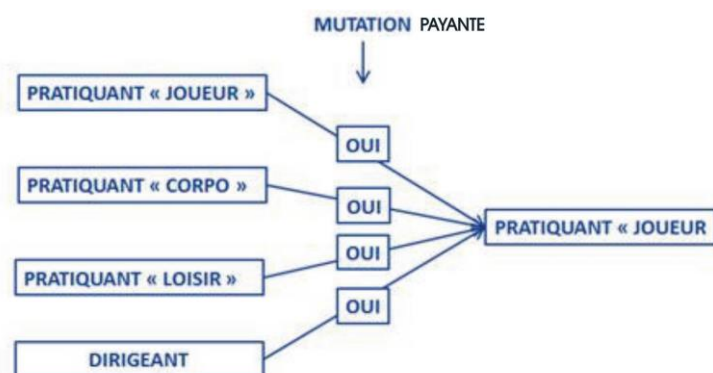 MUTATION PAYANTE
PRATIQUANT « JOUEUR »
OUI
PRATIQUANT « CORPO »
OUI
PRATIQUANT « JOUEUR
OUI
PRATIQUANT « LOISIR »
OUI
DIRIGEANT